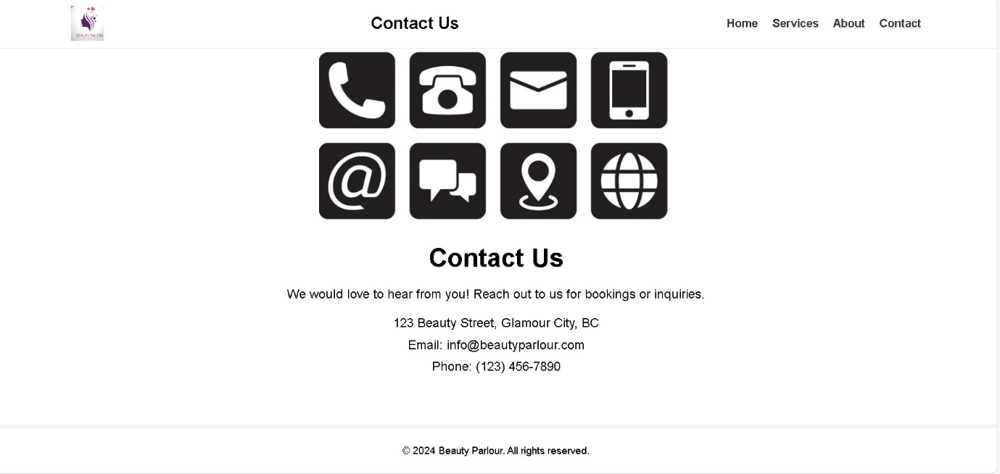 BEAUTY SALON
Contact Us
Home Services About Contact
@
Contact Us
We would love to hear from you! Reach out to us for bookings or inquiries.
123 Beauty Street, Glamour City, BC
Email: info@beautyparlour.com
Phone: (123) 456-7890
© 2024 Beauty Parlour. All rights reserved.